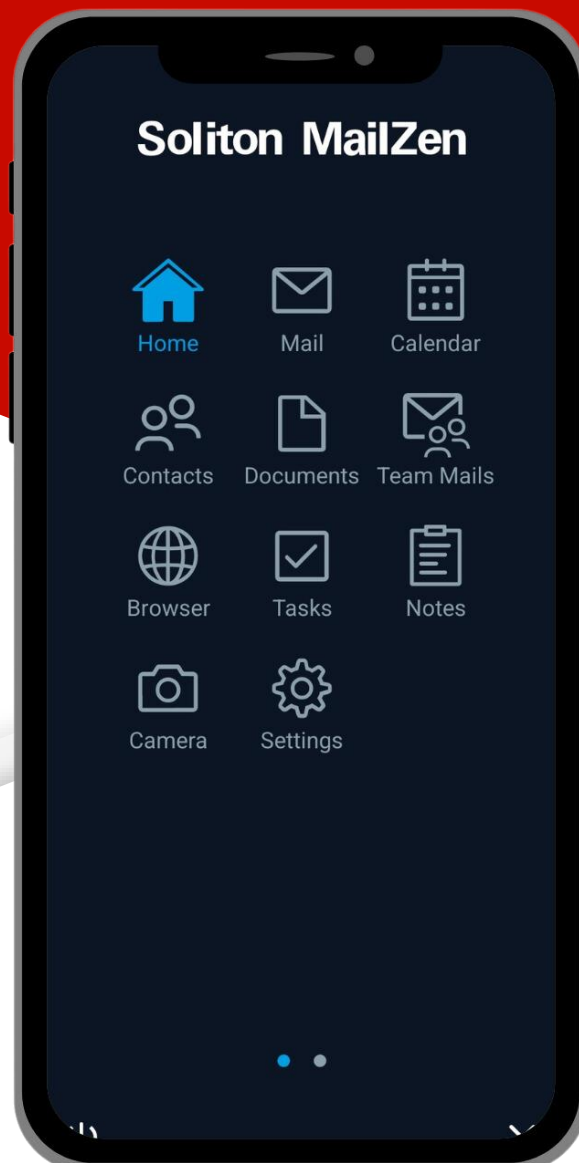 Soliton MailZen
Home Mail Calendar
Contacts Documents Team Mails
Browser Tasks Notes
Camera Settings